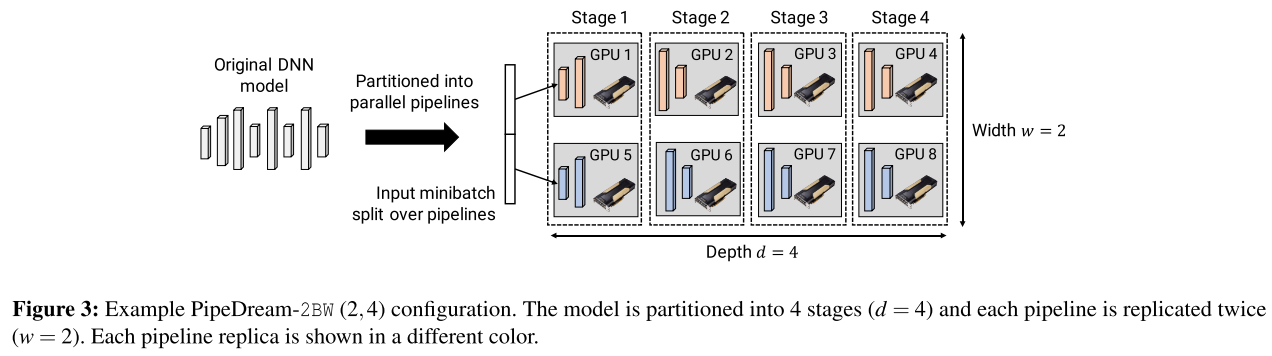 Stage 1
Stage 2
Stage 3
Stage 4
Original DNN
model
Partitioned into
parallel pipelines
GPU 1
GPU 2
GPU 3
GPU 4
Width w = 2
Input minibatch
split over pipelines
GPU 5
GPU 6
GPU 7
GPU 8
Depth d = 4
Figure 3: Example PipeDream-2BW (2,4) configuration. The model is partitioned into 4 stages (d = 4) and each pipeline is replicated twice
(w = 2). Each pipeline replica is shown in a different color.